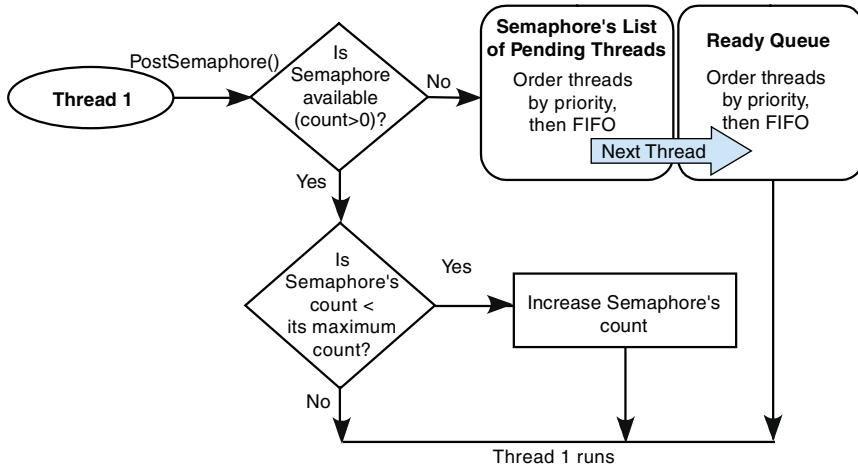 Thread 1
PostSemaphore()
Is
Semaphore
available
(count>0)?
No
Semaphore's List
of Pending Threads
Order threads
by priority,
then FIFO
Next Thread
Ready Queue
Order threads
by priority,
then FIFO
Yes
Is
Semaphore's
count <
its maximum
count?
Yes
Increase Semaphore's
count
No
Thread 1 runs